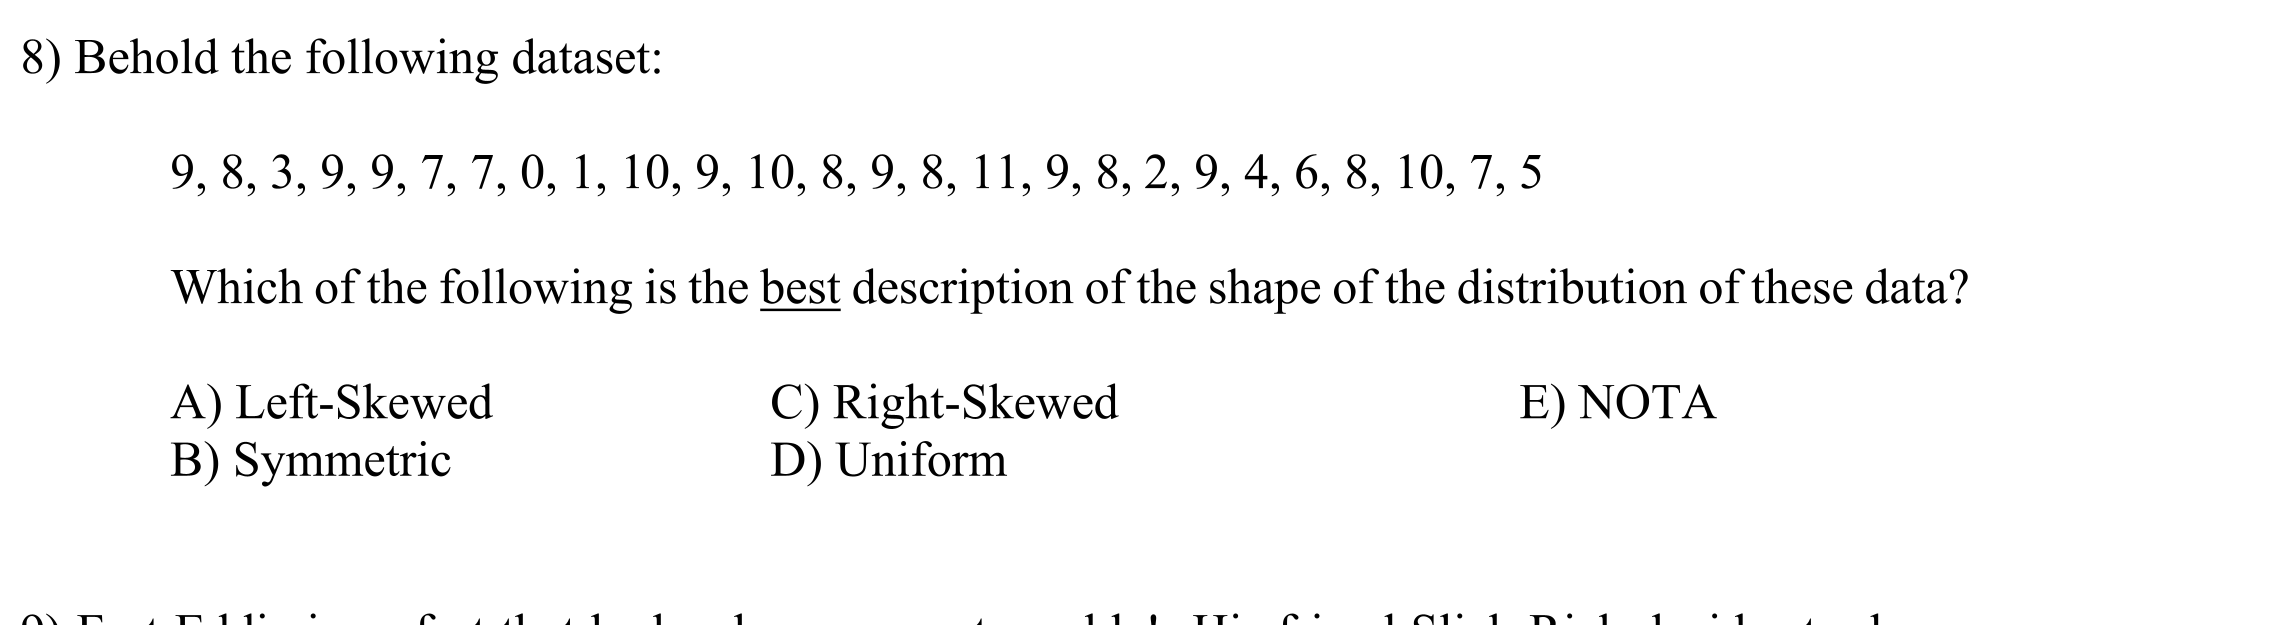 8) Behold the following dataset:
9, 8, 3, 9, 9, 7, 7, 0, 1, 10, 9, 10, 8, 9, 8, 11, 9, 8, 2, 9, 4, 6, 8, 10, 7, 5
Which of the following is the best description of the shape of the distribution of these data?
A) Left-Skewed C) Right-Skewed E) NOTA
B) Symmetric D) Uniform